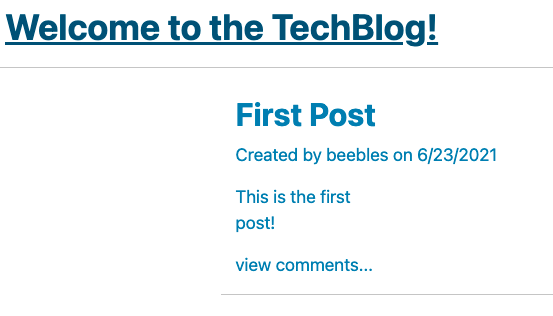 Welcome to the TechBlog!
First Post
Created by beebles on 6/23/2021
This is the first
post!
view comments...